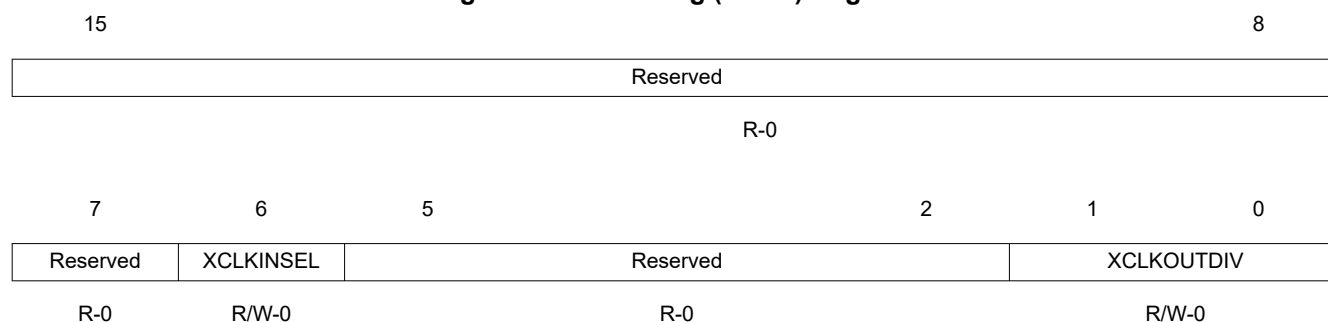 15 8
Reserved
R-0
7 6 5 2 1 0
Reserved XCLKINSEL Reserved XCLKOUTDIV
R-0 R/W-0 R-0 R/W-0